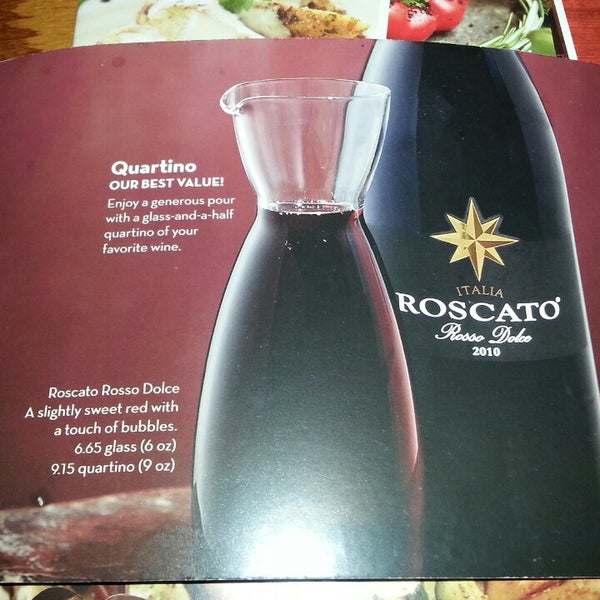 Quartino
OUR BEST VALUE!
Enjoy a generous pour
with a glass-and-a-half
quartino of your
favorite wine.
ITALIA
ROSCATO®
Rosso Dolce
2010
Roscato Rosso Dolce
A slightly sweet red with
a touch of bubbles.
6.65 glass (6 oz)
9.15 quartino (9 oz)